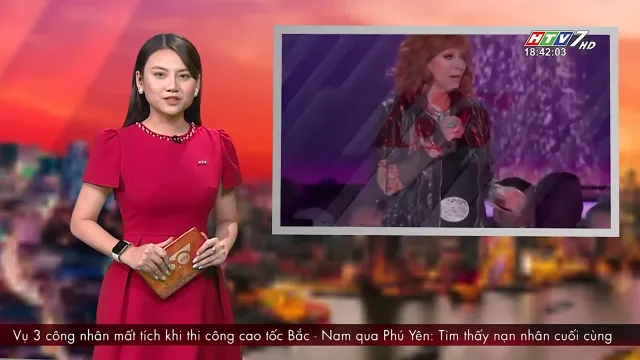 HTV7 HD
18:42:03
HTV
Vụ 3 công nhân mất tích khi thi công cao tốc Bắc - Nam qua Phú Yên: Tìm thấy nạn nhân cuối cùng